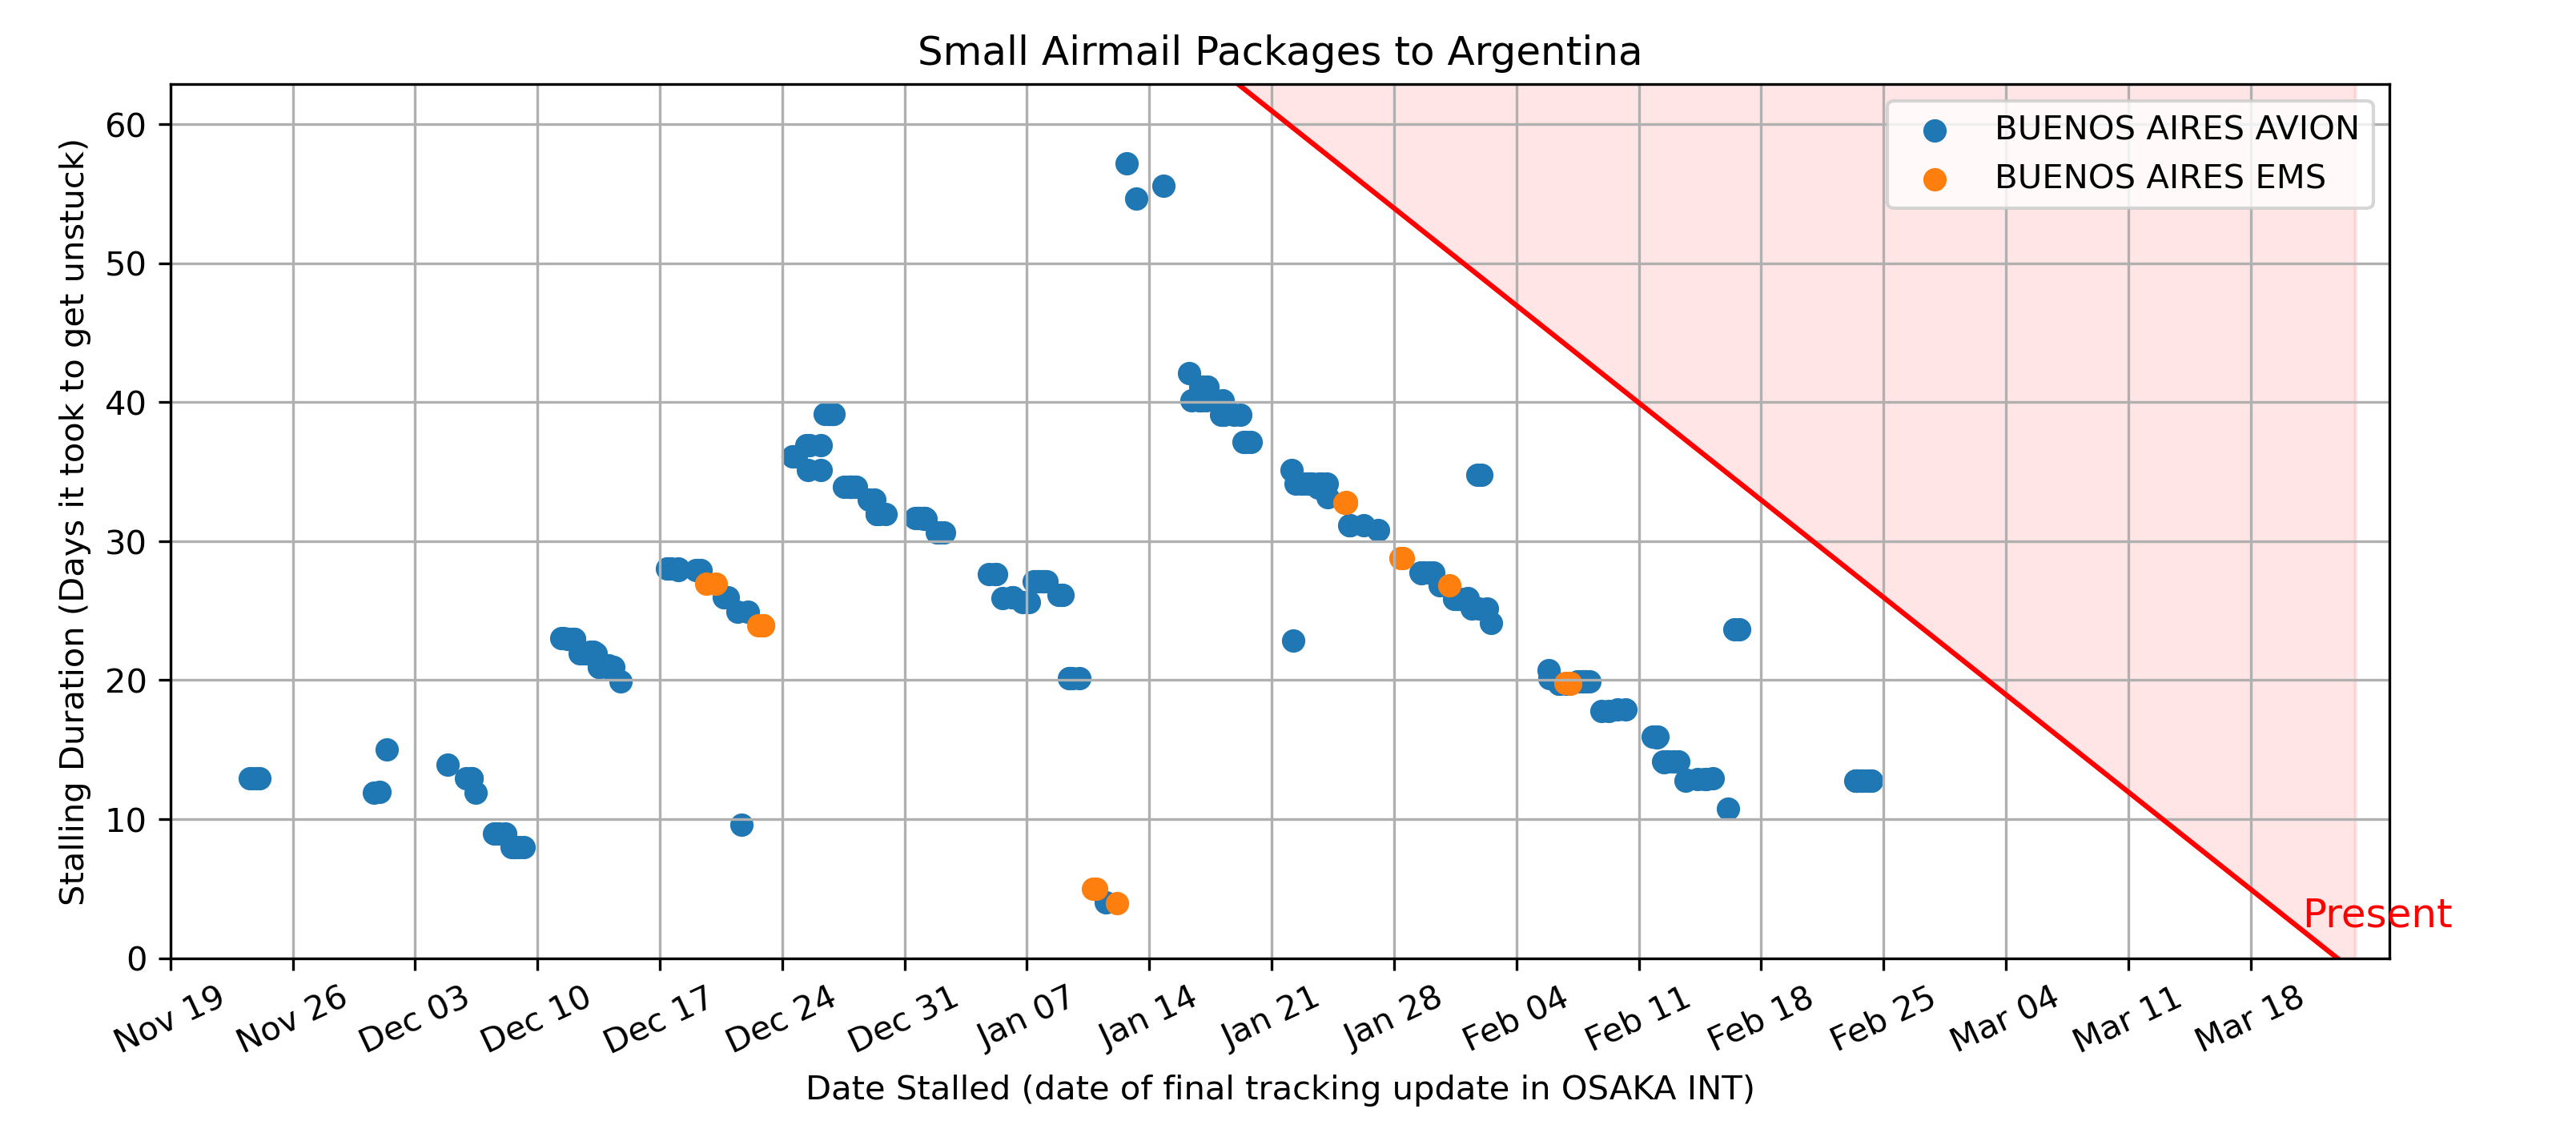 Small Airmail Packages to Argentina
BUENOS AIRES AVION
BUENOS AIRES EMS
Stalling Duration (Days it took to get unstuck)
60
50
40
30
20
10
0
Present
Nov 19
Nov 26
Dec 03
Dec 10
Dec 17
Dec 24
Dec 31
Jan 07
Jan 14
Jan 21
Jan 28
Feb 04
Feb 11
Feb 18
Feb 25
Mar 04
Mar 11
Mar 18
Date Stalled (date of final tracking update in OSAKA INT)